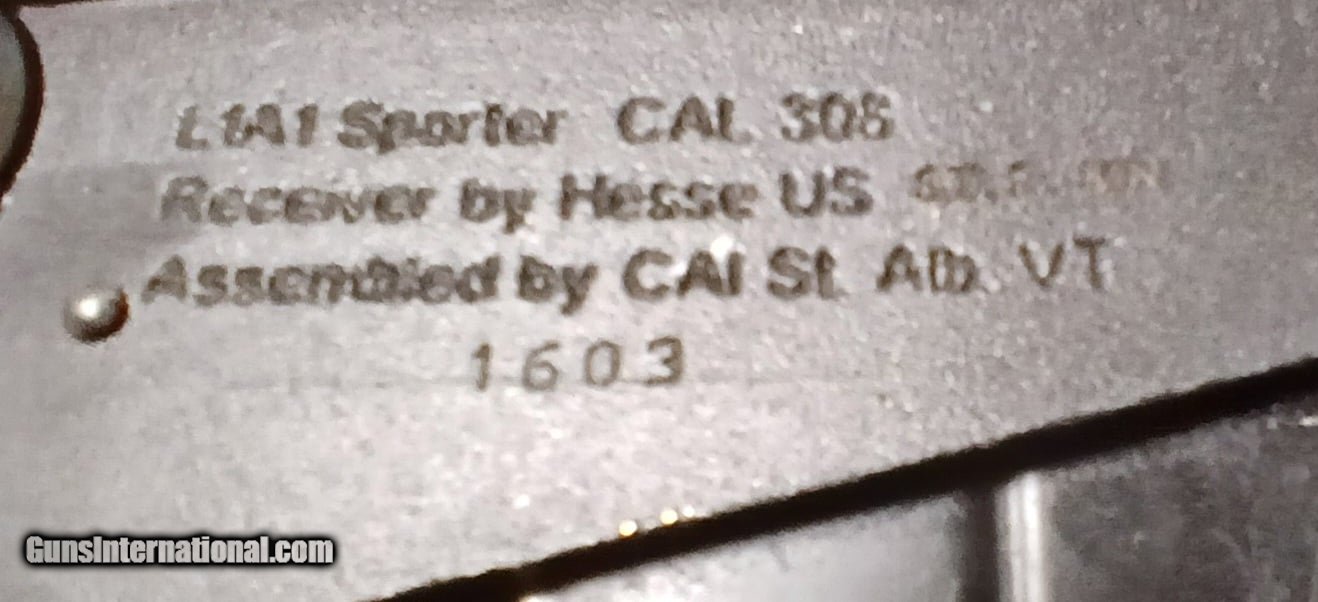 L1A1 Sporter CAL 308
Receiver by Hesse US
Assembled by CAI St. Alb. VT
1603
GunsInternational.com